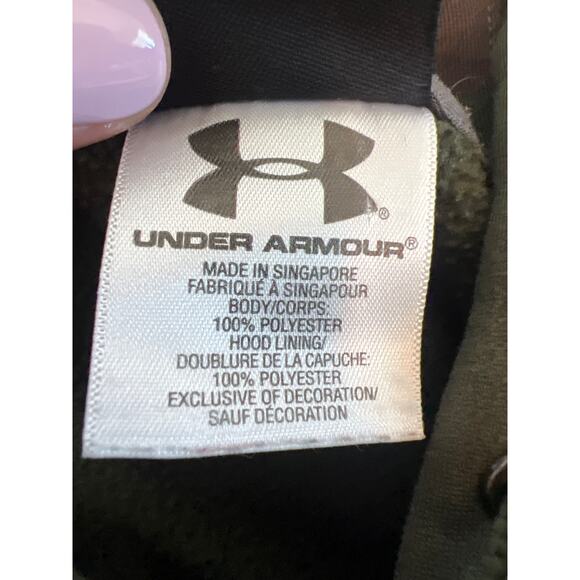 ®
UNDER ARMOUR®
MADE IN SINGAPORE
FABRIQUÉ À SINGAPOUR
BODY/CORPS:
100% POLYESTER
HOOD LINING/
DOUBLURE DE LA CAPUCHE:
100% POLYESTER
EXCLUSIVE OF DECORATION/
SAUF DÉCORATION